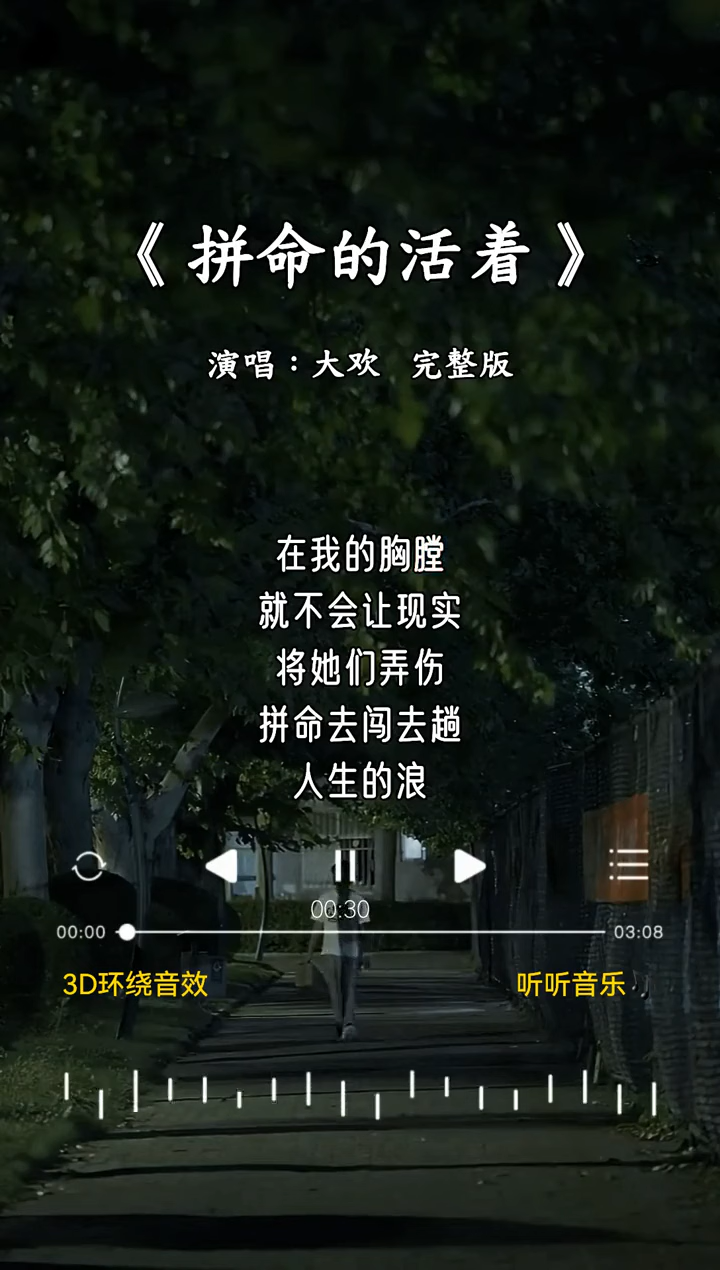 《 拼命的活着 》
演唱：大欢 完整版
在我的胸膛
就不会让现实
将她们弄伤
拼命去闯去趟
人生的浪
00:30
00:00 03:08
3D环绕音效 听听音乐